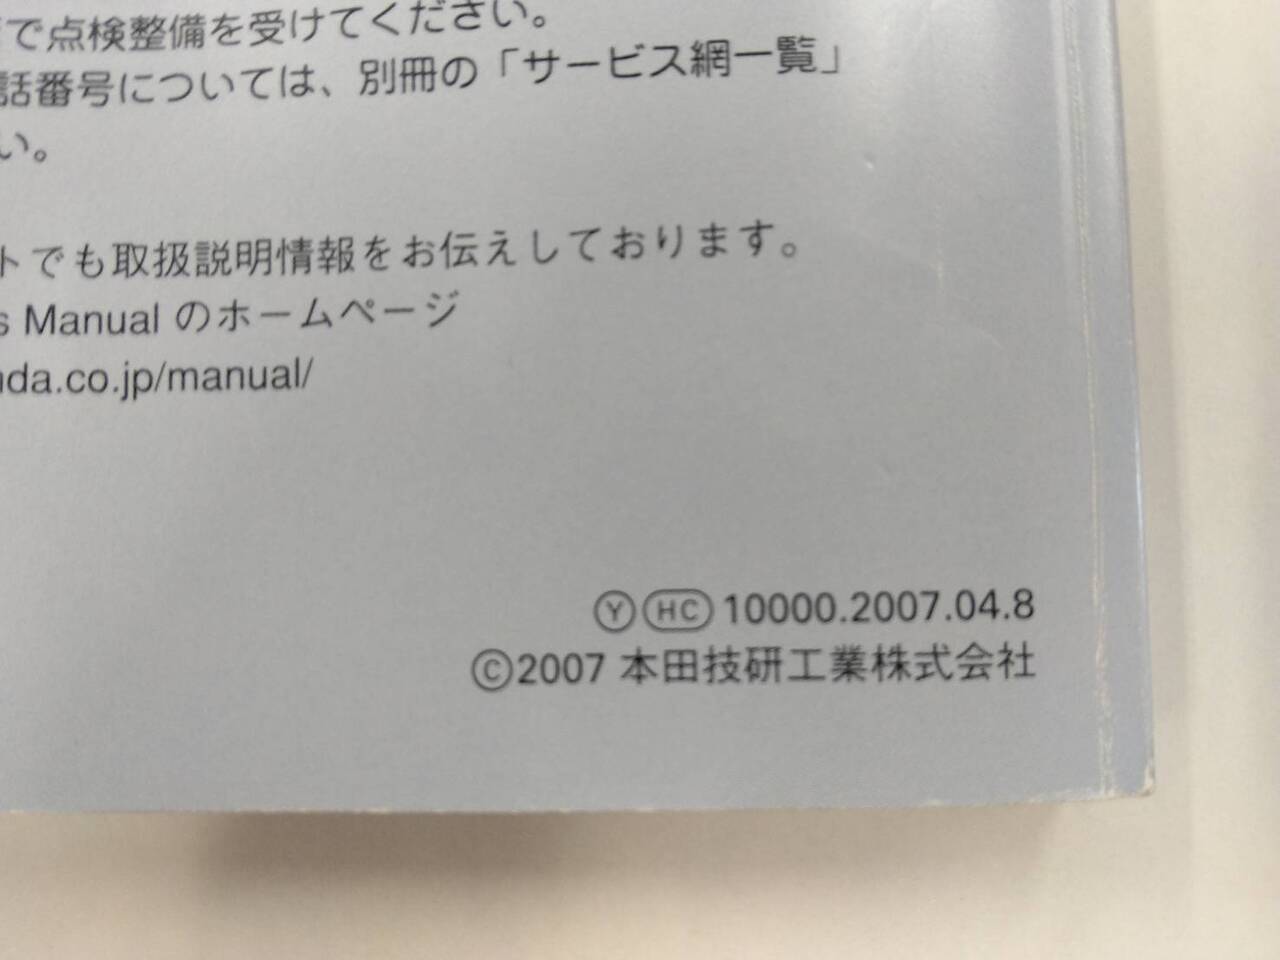 で点検整備を受けてください。
話番号については、別冊の「サービス網一覧」
い。
トでも取扱説明情報をお伝えしております。
s Manual のホームページ
nda.co.jp/manual/
Ⓨ HC 10000.2007.04.8
©2007 本田技研工業株式会社